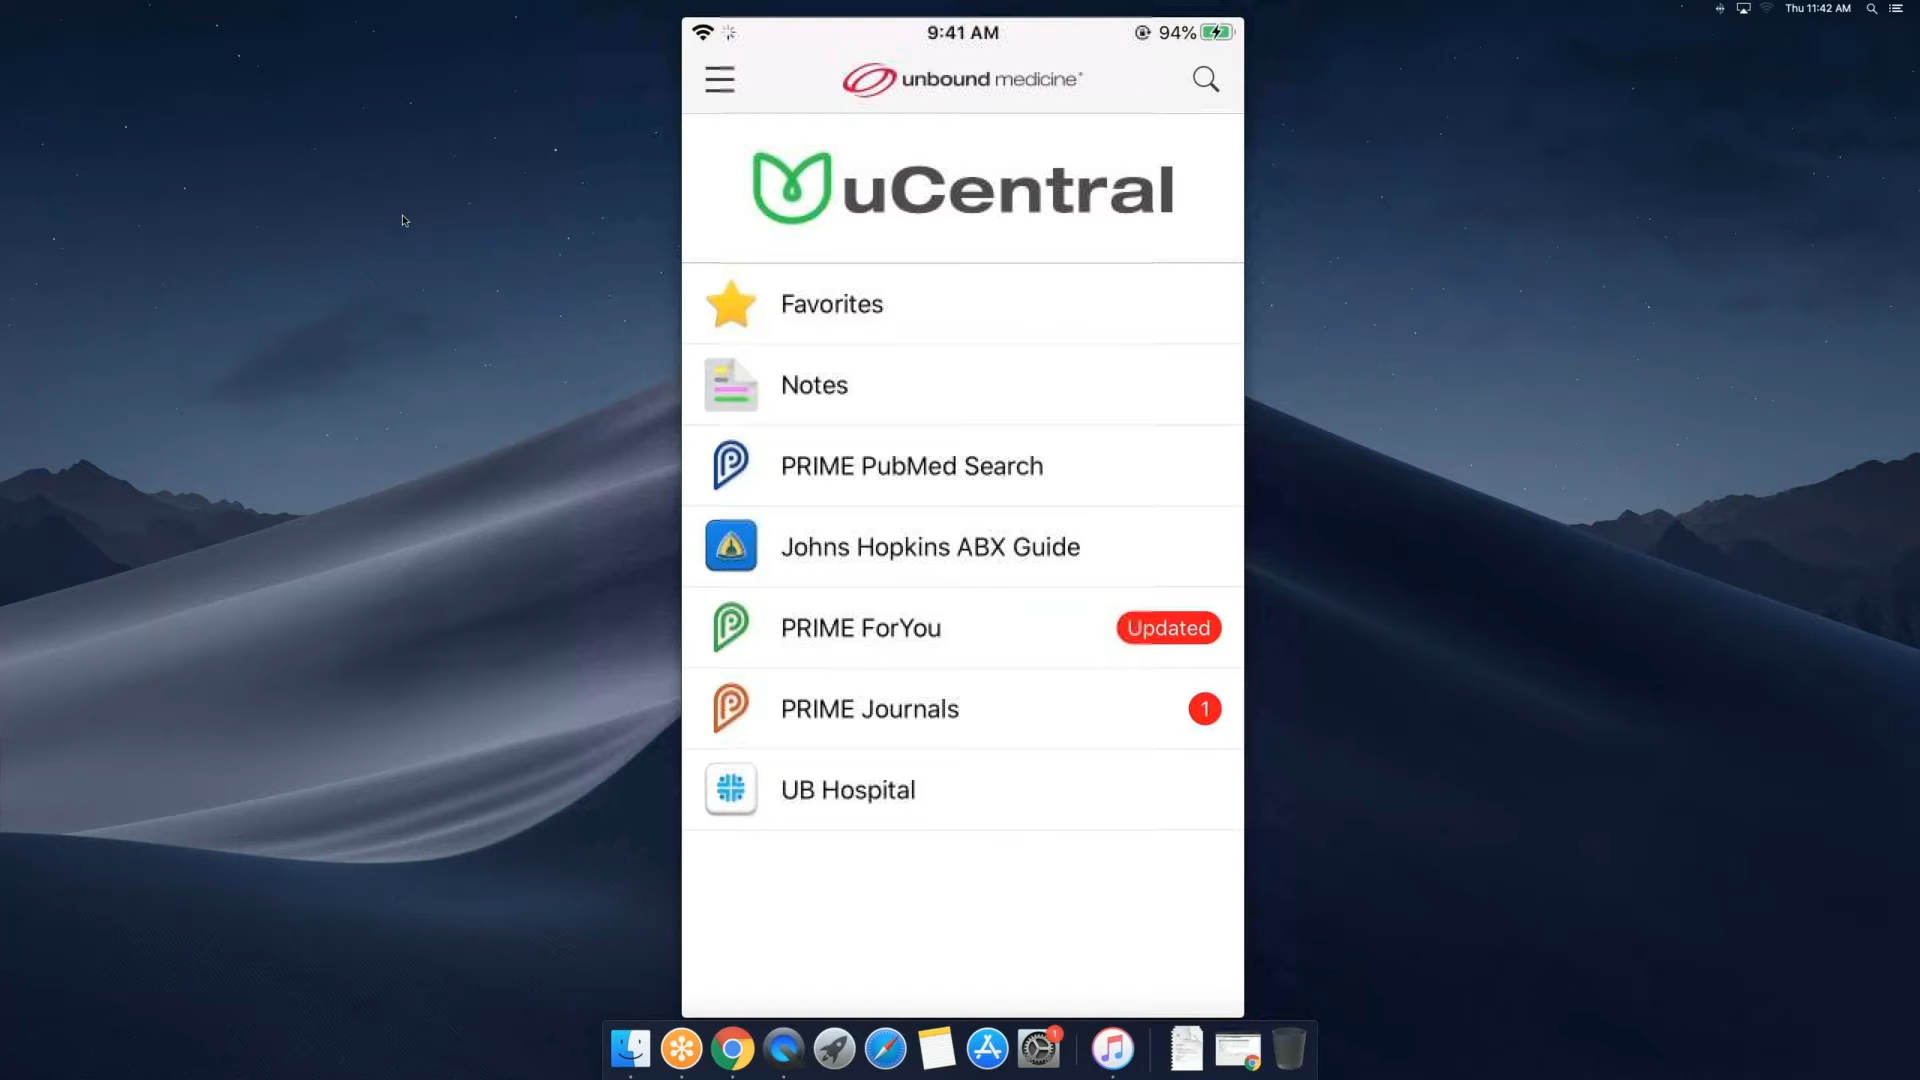 Thu 11:42 AM
9:41 AM
94%
unbound medicine
uCentral
Favorites
Notes
PRIME PubMed Search
Johns Hopkins ABX Guide
PRIME ForYou
Updated
PRIME Journals
1
UB Hospital
1